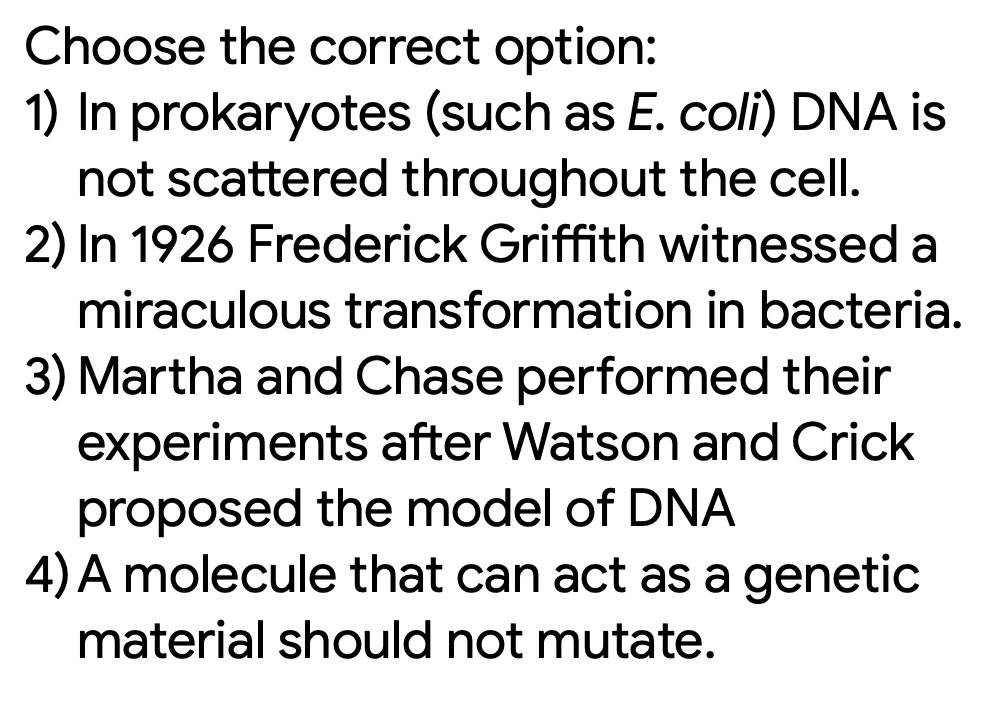 Choose the correct option:
1) In prokaryotes (such as E. coli) DNA is
not scattered throughout the cell.
2) In 1926 Frederick Griffith witnessed a
miraculous transformation in bacteria.
3) Martha and Chase performed their
experiments after Watson and Crick
proposed the model of DNA
4) A molecule that can act as a genetic
material should not mutate.